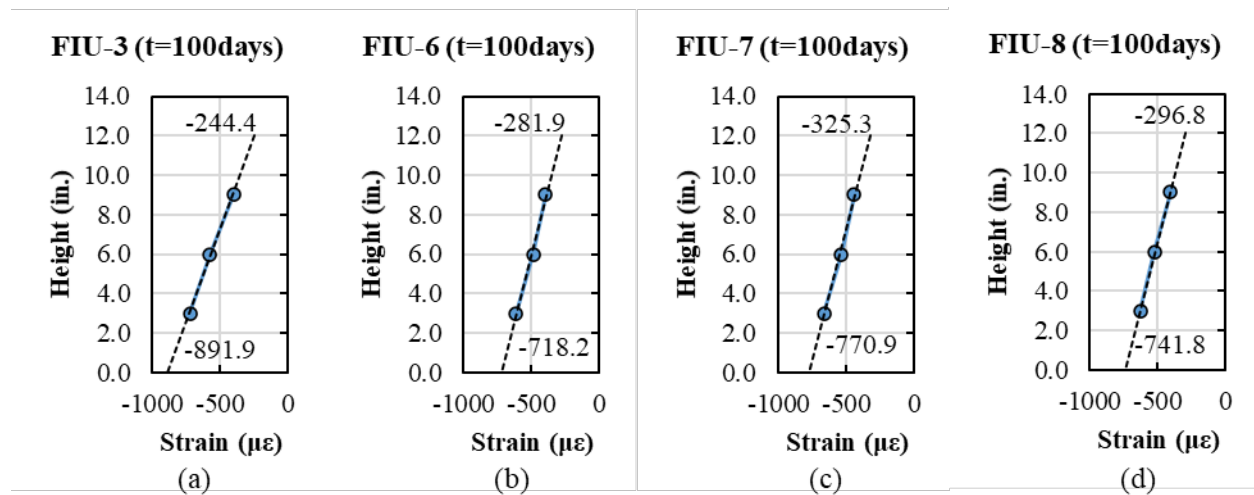 FIU-3 (t=100days)
14.0
12.0
10.0
8.0
6.0
4.0
2.0
0.0
Height (in.)
-244.4
-891.9
-1000 -500 0
Strain (με)
(a)
FIU-6 (t=100days)
14.0
12.0
10.0
8.0
6.0
4.0
2.0
0.0
Height (in.)
-281.9
-718.2
-1000 -500 0
Strain (με)
(b)
FIU-7 (t=100days)
14.0
12.0
10.0
8.0
6.0
4.0
2.0
0.0
Height (in.)
-325.3
-770.9
-1000 -500 0
Strain (με)
(c)
FIU-8 (t=100days)
14.0
12.0
10.0
8.0
6.0
4.0
2.0
0.0
Height (in.)
-296.8
-741.8
-1000 -500 0
Strain (με)
(d)